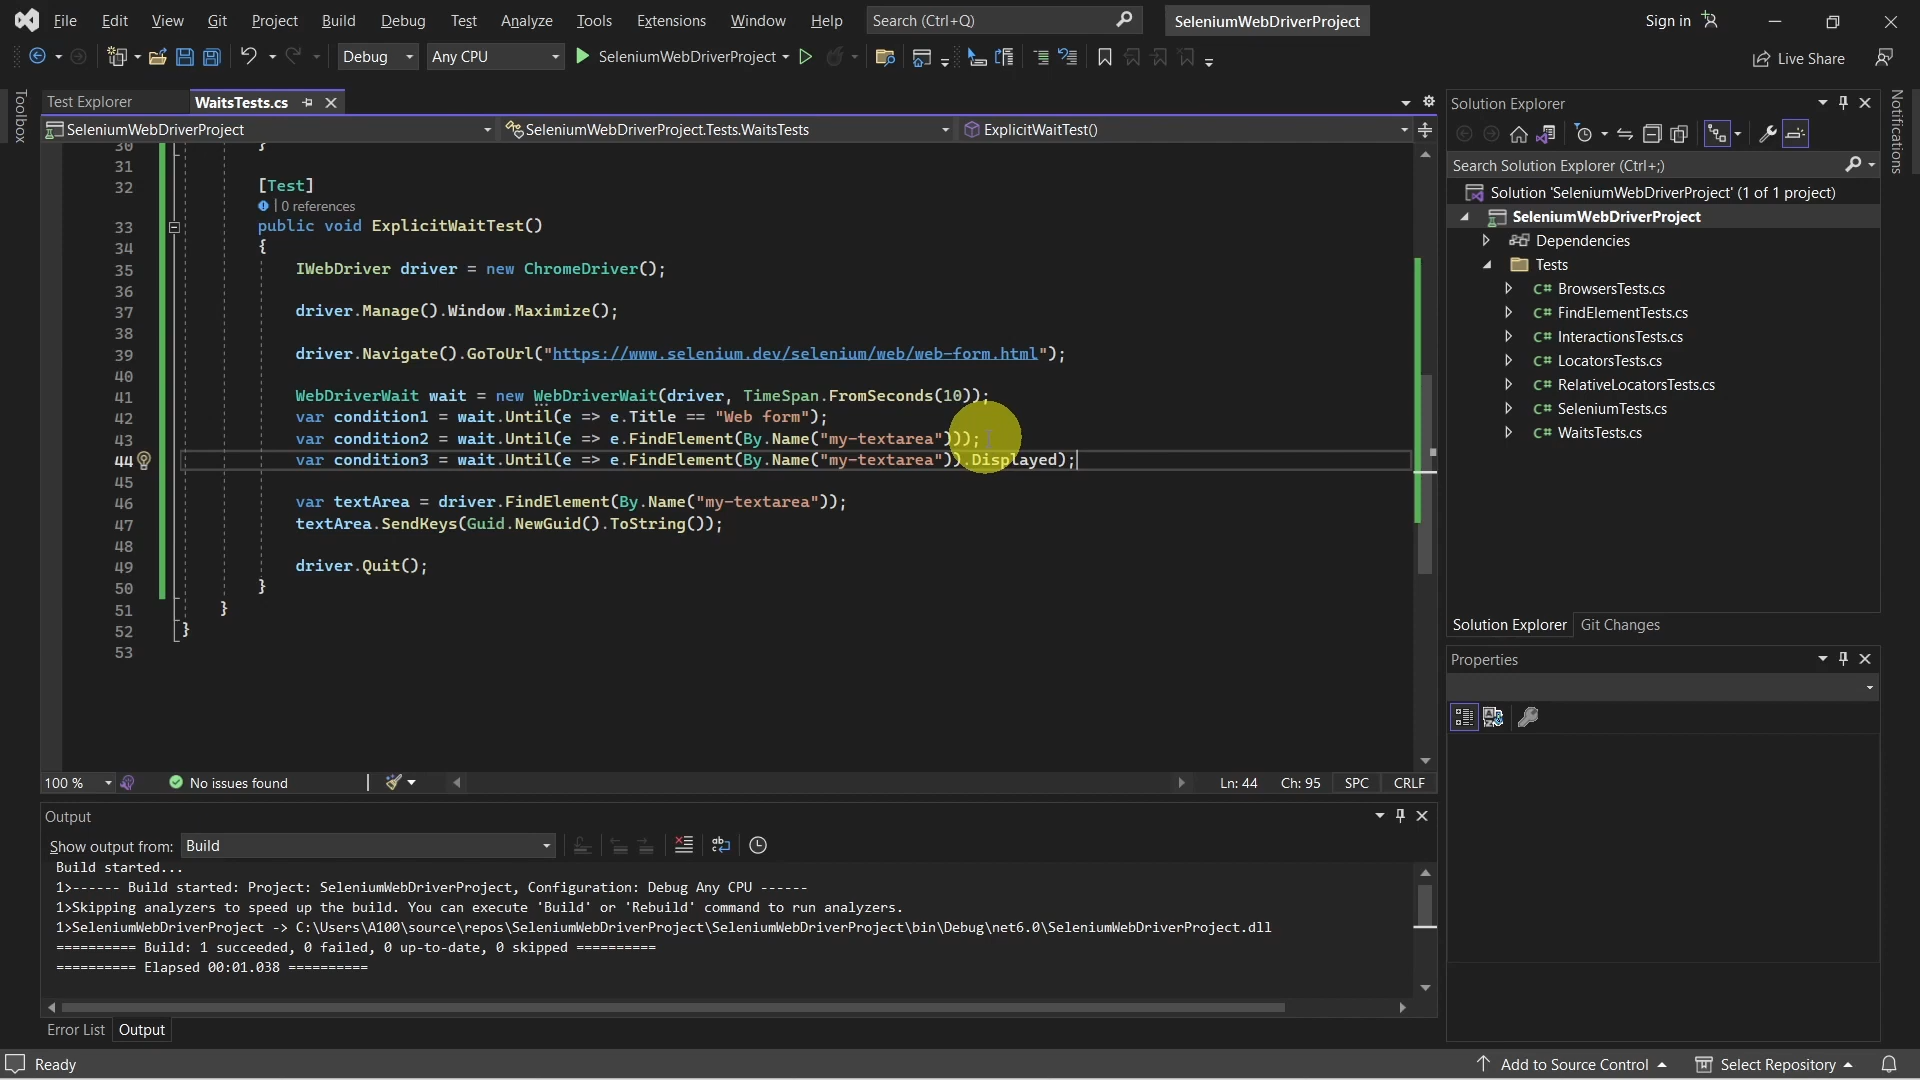 File Edit View Git Project Build Debug Test Analyze Tools Extensions Window Help Search (Ctrl+Q) SeleniumWebDriverProject Sign in
Debug Any CPU SeleniumWebDriverProject Live Share
Toolbox
Test Explorer WaitsTests.cs
SeleniumWebDriverProject SeleniumWebDriverProject.Tests.WaitsTests ExplicitWaitTest()
30 }
31
32 [Test]
0 references
33 public void ExplicitWaitTest()
34 {
35 IWebDriver driver = new ChromeDriver();
36
37 driver.Manage().Window.Maximize();
38
39 driver.Navigate().GoToUrl("https://www.selenium.dev/selenium/web/web-form.html");
40
41 WebDriverWait wait = new WebDriverWait(driver, TimeSpan.FromSeconds(10));
42 var condition1 = wait.Until(e => e.Title == "Web form");
43 var condition2 = wait.Until(e => e.FindElement(By.Name("my-textarea")));
44 var condition3 = wait.Until(e => e.FindElement(By.Name("my-textarea")).Displayed);
45
46 var textArea = driver.FindElement(By.Name("my-textarea"));
47 textArea.SendKeys(Guid.NewGuid().ToString());
48
49 driver.Quit();
50 }
51 }
52 }
53
100 % No issues found Ln: 44 Ch: 95 SPC CRLF
Output
Show output from: Build
Build started...
1>------ Build started: Project: SeleniumWebDriverProject, Configuration: Debug Any CPU ------
1>Skipping analyzers to speed up the build. You can execute 'Build' or 'Rebuild' command to run analyzers.
1>SeleniumWebDriverProject -> C:\Users\A100\source\repos\SeleniumWebDriverProject\SeleniumWebDriverProject\bin\Debug\net6.0\SeleniumWebDriverProject.dll
========== Build: 1 succeeded, 0 failed, 0 up-to-date, 0 skipped ==========
========== Elapsed 00:01.038 ==========
Error List Output
Solution Explorer
Search Solution Explorer (Ctrl+;)
Solution 'SeleniumWebDriverProject' (1 of 1 project)
SeleniumWebDriverProject
Dependencies
Tests
C# BrowsersTests.cs
C# FindElementTests.cs
C# InteractionsTests.cs
C# LocatorsTests.cs
C# RelativeLocatorsTests.cs
C# SeleniumTests.cs
C# WaitsTests.cs
Solution Explorer Git Changes
Properties
Notifications
Ready Add to Source Control Select Repository